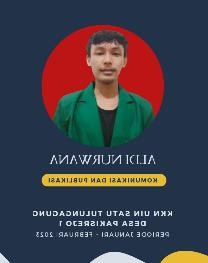 ALDI NURWANA
KOMUNIKASI DAN PUBLIKASI
KKN UIN SATU TULUNGAGUNG
DESA PAKISREJO 1
PERIODE JANUARI - FEBRUARI 2023